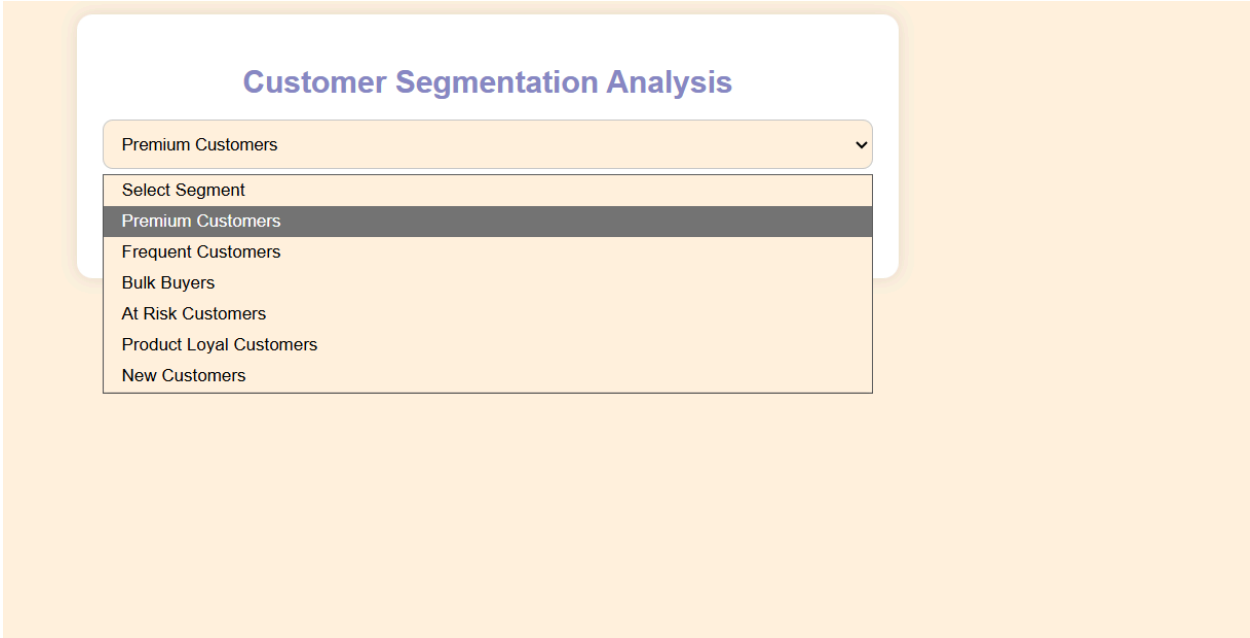 Customer Segmentation Analysis
Premium Customers
Select Segment
Premium Customers
Frequent Customers
Bulk Buyers
At Risk Customers
Product Loyal Customers
New Customers